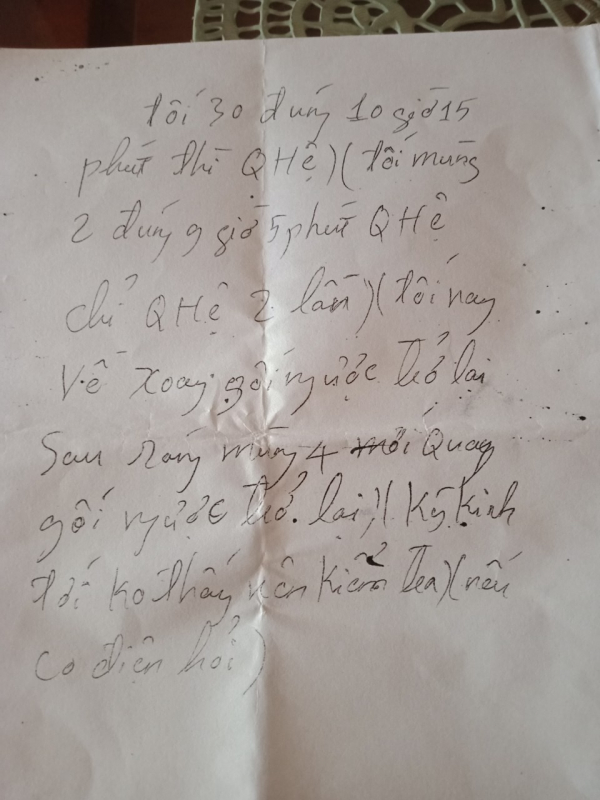 tối 30 đúng 10 giờ 15
phút thì QHệ)(tối mùng
2 đúng 9 giờ 5 phút QHệ
chỉ QHệ 2 lần)(tối nay
Về xoay gối ngược trở lại
Sau sáng mùng 4 mới Quay
gối ngược trở lại)(Kỳ Kinh
tới Ko thấy nên Kiểm tra)(nếu
có điện hỏi)